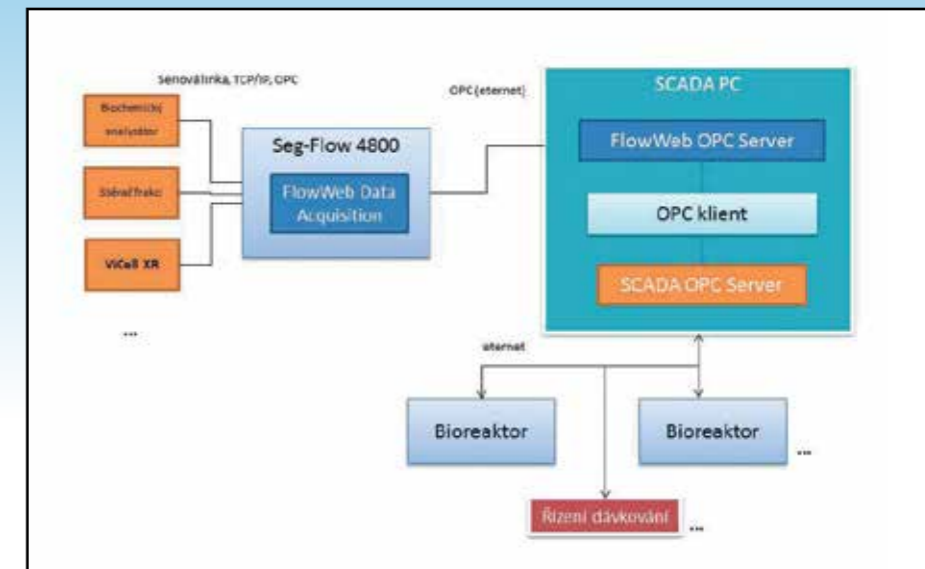 Seriová linka, TCP/IP, OPC
Biochemický
analyzátor
Sběrač frakcí
ViCell XR
...
Seg-Flow 4800
FlowWeb Data
Acquisition
OPC (eternet)
SCADA PC
FlowWeb OPC Server
OPC klient
SCADA OPC Server
eternet
Bioreaktor
Bioreaktor
...
Řízení dávkování
...